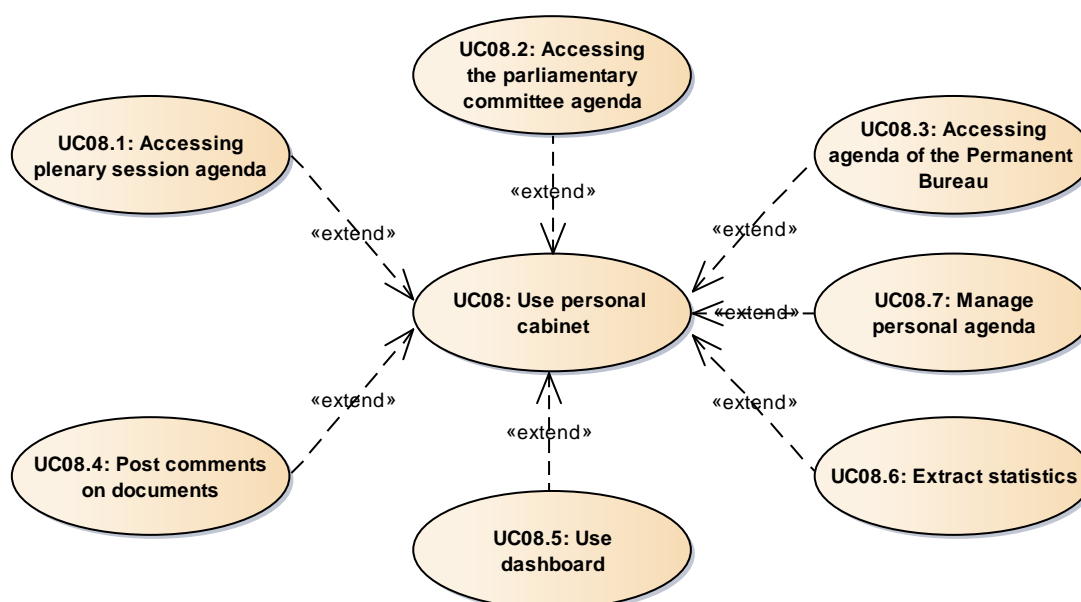 UC08.2: Accessing
the parliamentary
committee agenda
UC08.1: Accessing
plenary session agenda
UC08.3: Accessing
agenda of the Permanent
Bureau
«extend»
«extend»
«extend»
UC08: Use personal
cabinet
«extend»
UC08.7: Manage
personal agenda
«extend»
«extend»
«extend»
UC08.4: Post comments
on documents
UC08.6: Extract statistics
UC08.5: Use
dashboard